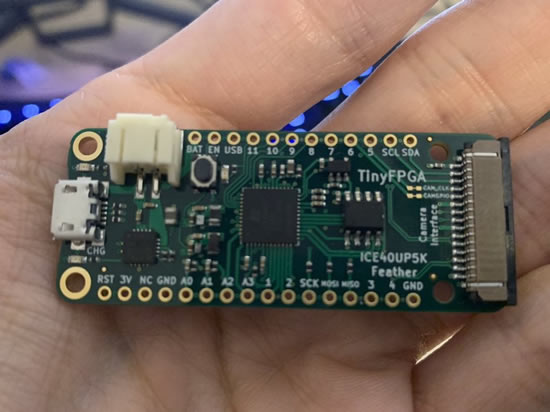 BAT EN USB 11 10 9 8 7 6 5 SCL SDA
TinyFPGA
CAM_CLK
CAMGPIO
Camera
Interface
CHG
ICE40UP5K
Feather
RST 3V NC GND A0 A1 A2 A3 1 2 SCK MOSI MISO 3 4 GND